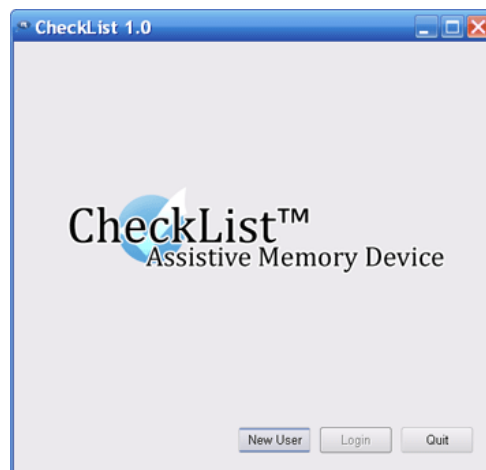 CheckList 1.0
CheckList™
Assistive Memory Device
New User Login Quit